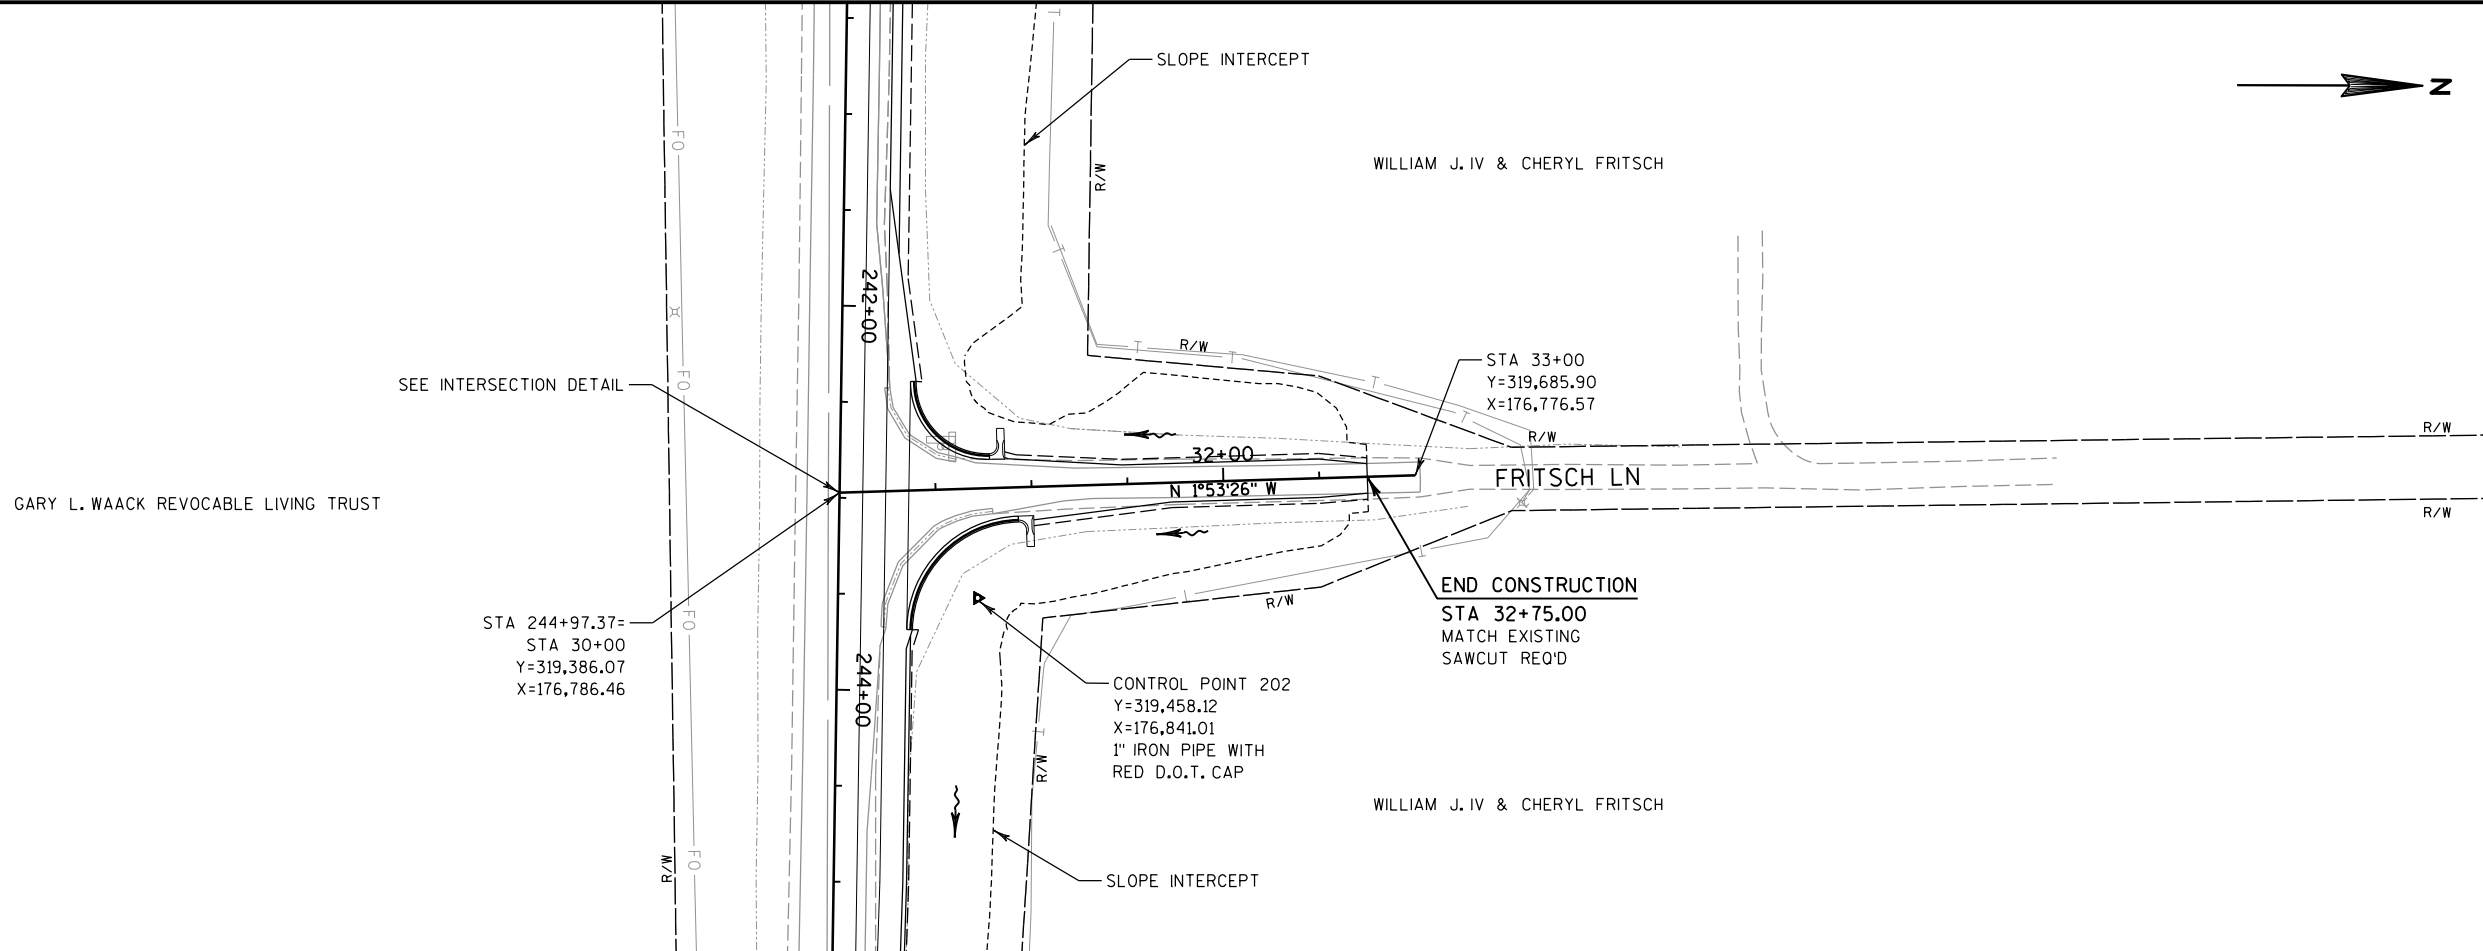 SLOPE INTERCEPT
N
T
FO
R/W
WILLIAM J. IV & CHERYL FRITSCH
T
242+00
R/W
T
T
FO
SEE INTERSECTION DETAIL
T
STA 33+00
Y=319,685.90
X=176,776.57
T
R/W
R/W
32+00
FRITSCH LN
N 1°53'26" W
GARY L. WAACK REVOCABLE LIVING TRUST
R/W
T
END CONSTRUCTION
STA 32+75.00
MATCH EXISTING
SAWCUT REQ'D
R/W
T
FO
STA 244+97.37=
STA 30+00
Y=319,386.07
X=176,786.46
244+00
CONTROL POINT 202
Y=319,458.12
X=176,841.01
1" IRON PIPE WITH
RED D.O.T. CAP
T
R/W
WILLIAM J. IV & CHERYL FRITSCH
R/W
FO
SLOPE INTERCEPT